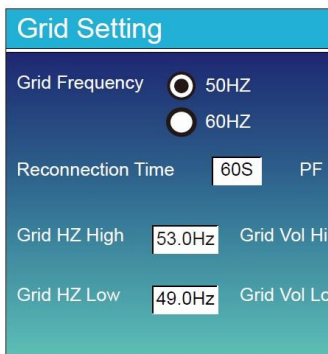 Grid Setting
Grid Frequency 50HZ
60HZ
Reconnection Time 60S PF
Grid HZ High 53.0Hz Grid Vol Hi
Grid HZ Low 49.0Hz Grid Vol Lo